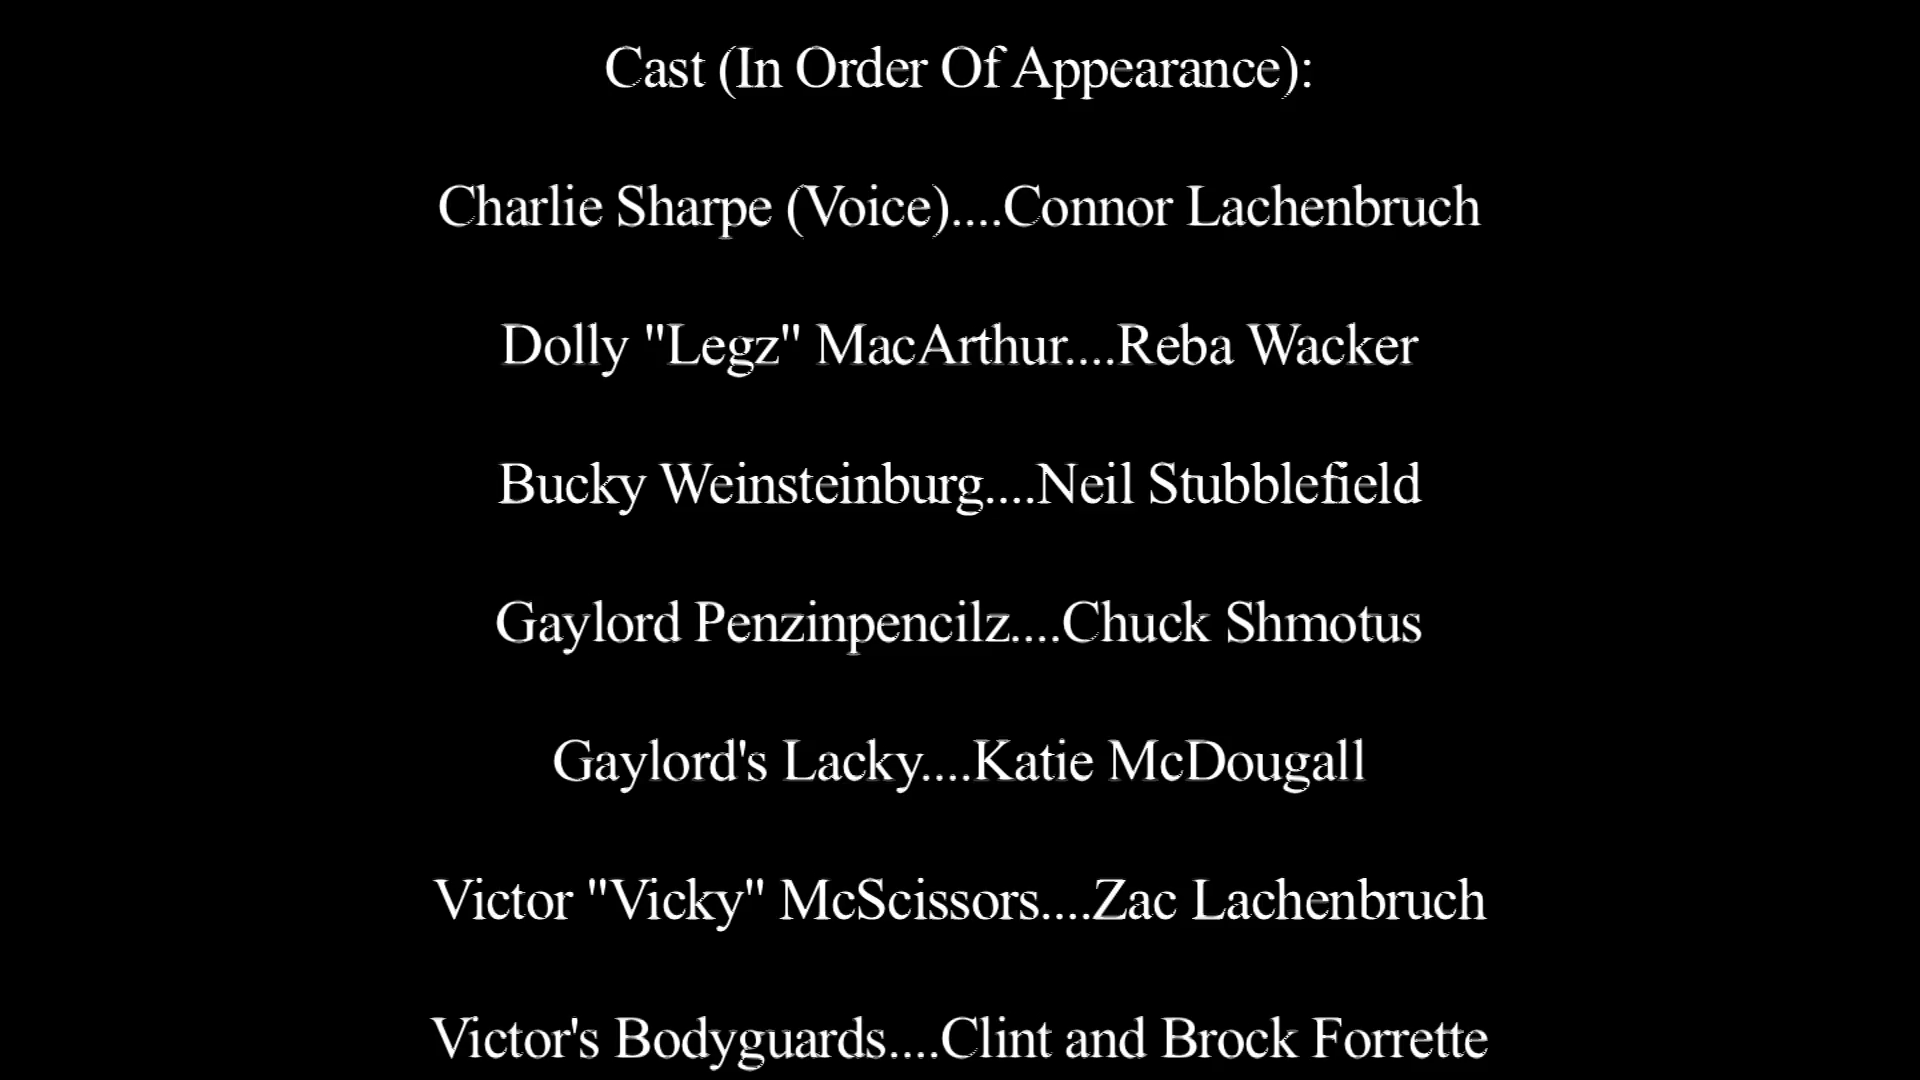 Cast (In Order Of Appearance):
Charlie Sharpe (Voice)....Connor Lachenbruch
Dolly "Legz" MacArthur....Reba Wacker
Bucky Weinsteinburg....Neil Stubblefield
Gaylord Penzinpencilz....Chuck Shmotus
Gaylord's Lacky....Katie McDougall
Victor "Vicky" McScissors....Zac Lachenbruch
Victor's Bodyguards....Clint and Brock Forrette